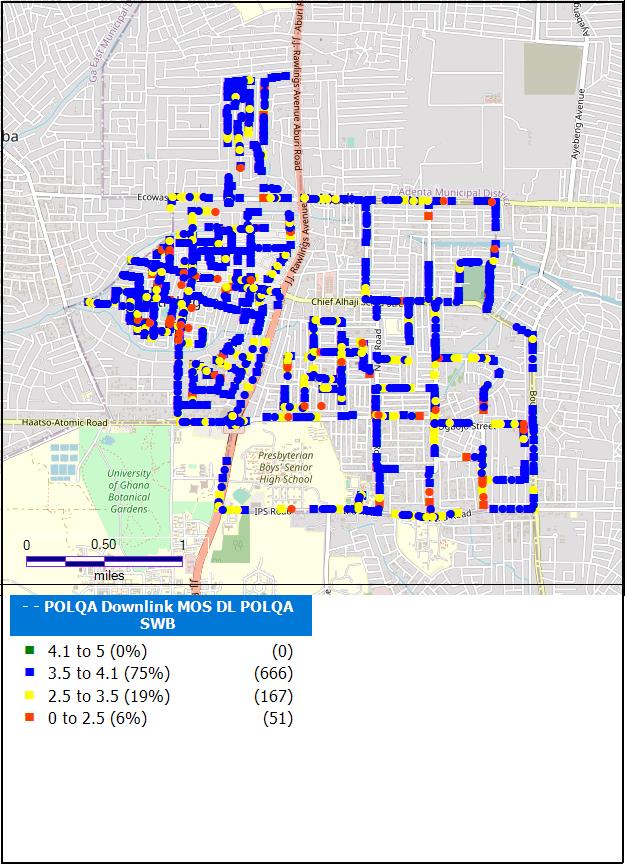 Ga East Municipal D
J.J. Rawlings Avenue Aburi Road
Ayebeng Avenue
ba
Ecowas
Adenta Municipal District
J.J. Rawlings Avenue
Chief Alhaji
Road
Haatso-Atomic Road
Street
Presbyterian
Boys' Senior
High School
University
of Ghana
Botanical
Gardens
IPS Road
Road
0 0.50 1
miles
- - POLQA Downlink MOS DL POLQA
SWB
4.1 to 5 (0%) (0)
3.5 to 4.1 (75%) (666)
2.5 to 3.5 (19%) (167)
0 to 2.5 (6%) (51)